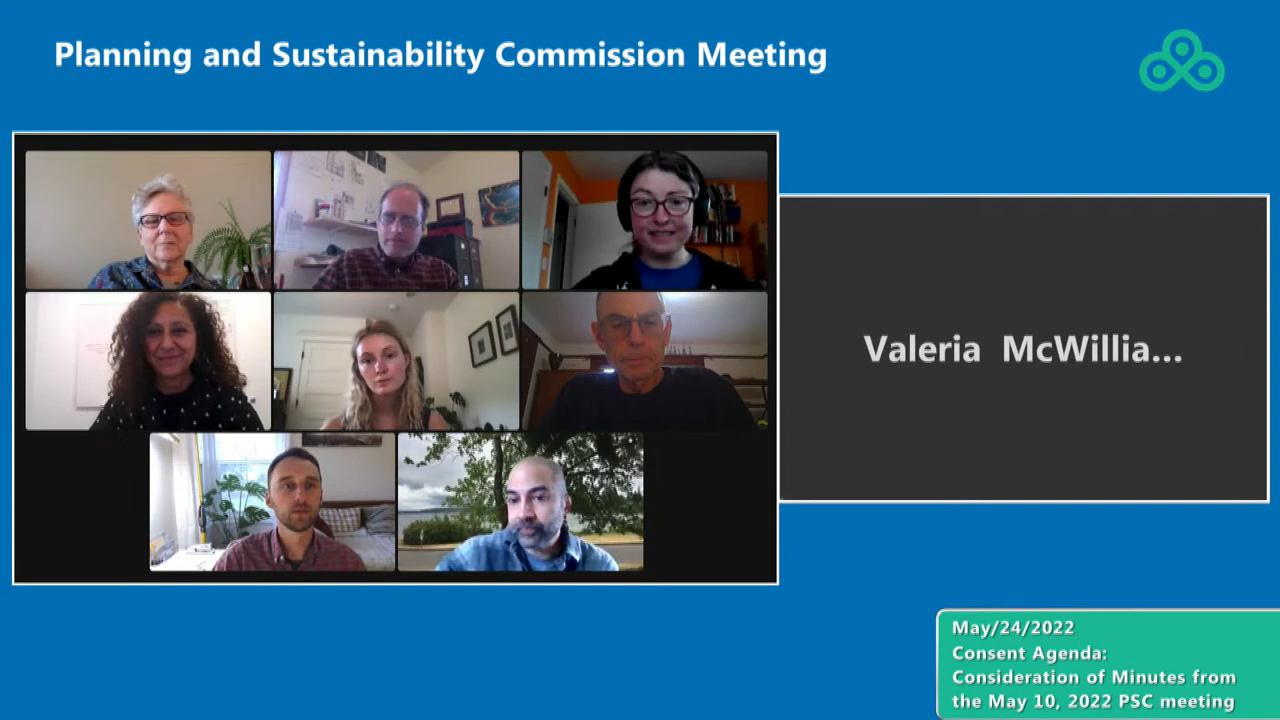 Planning and Sustainability Commission Meeting
Valeria McWillia...
May/24/2022
Consent Agenda:
Consideration of Minutes from
the May 10, 2022 PSC meeting